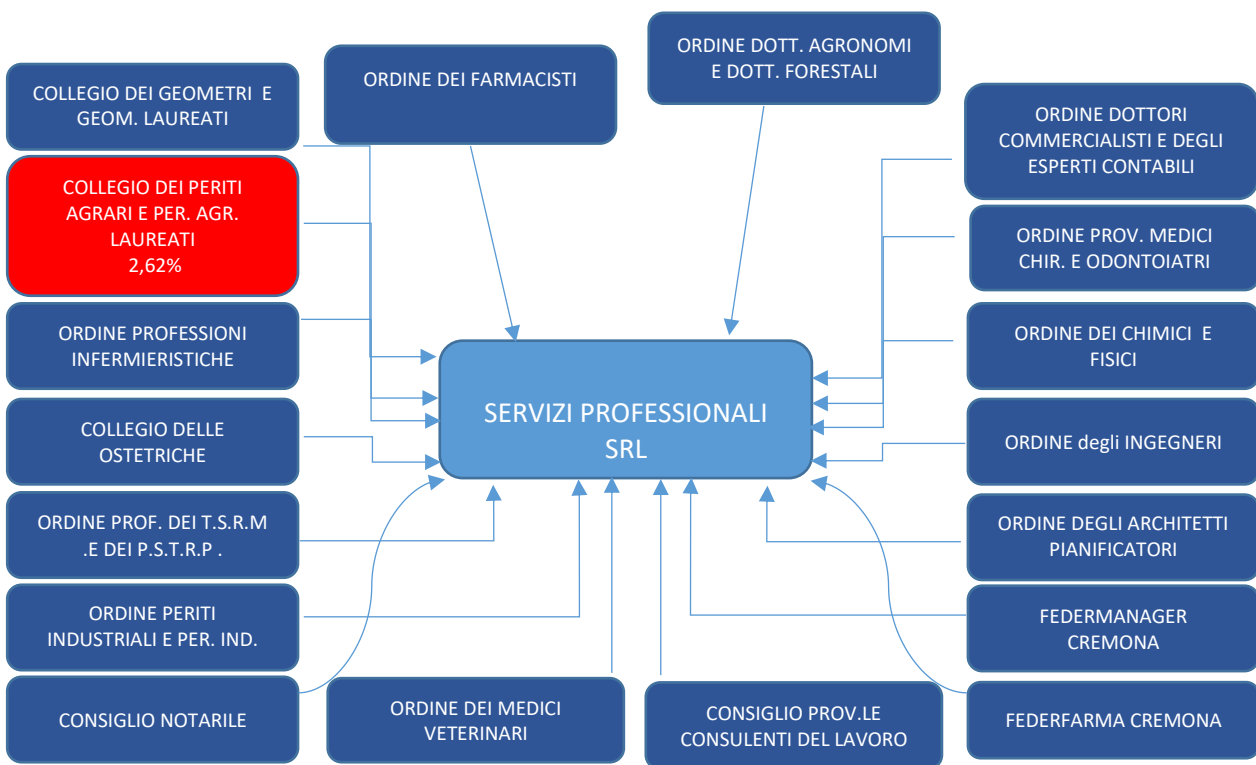 ORDINE DEI FARMACISTI
ORDINE DOTT. AGRONOMI
E DOTT. FORESTALI
COLLEGIO DEI GEOMETRI E
GEOM. LAUREATI
COLLEGIO DEI PERITI
AGRARI E PER. AGR.
LAUREATI
2,62%
ORDINE PROFESSIONI
INFERMIERISTICHE
COLLEGIO DELLE
OSTETRICHE
ORDINE PROF. DEI T.S.R.M
.E DEI P.S.T.R.P .
ORDINE PERITI
INDUSTRIALI E PER. IND.
CONSIGLIO NOTARILE
SERVIZI PROFESSIONALI
SRL
ORDINE DEI MEDICI
VETERINARI
CONSIGLIO PROV.LE
CONSULENTI DEL LAVORO
ORDINE DOTTORI
COMMERCIALISTI E DEGLI
ESPERTI CONTABILI
ORDINE PROV. MEDICI
CHIR. E ODONTOIATRI
ORDINE DEI CHIMICI E
FISICI
ORDINE degli INGEGNERI
ORDINE DEGLI ARCHITETTI
PIANIFICATORI
FEDERMANAGER
CREMONA
FEDERFARMA CREMONA